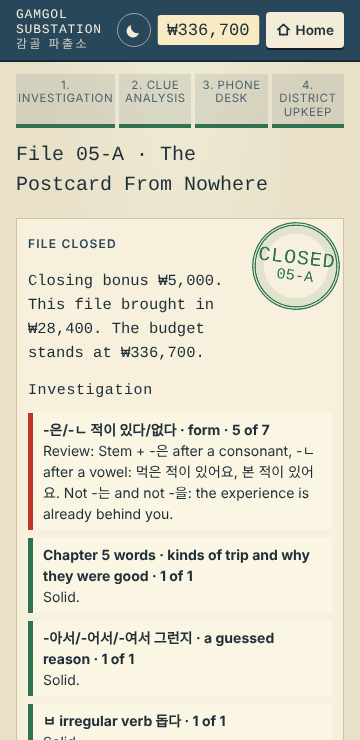 GAMGOL
SUBSTATION
감골 파출소
₩336,700
Home
1.
INVESTIGATION
2. CLUE
ANALYSIS
3. PHONE
DESK
4.
DISTRICT
UPKEEP
File 05-A · The
Postcard From Nowhere
FILE CLOSED
CLOSED
05-A
Closing bonus ₩5,000.
This file brought in
₩28,400. The budget
stands at ₩336,700.
Investigation
-은/-ㄴ 적이 있다/없다 · form · 5 of 7
Review: Stem + -은 after a consonant, -ㄴ
after a vowel: 먹은 적이 있어요, 본 적이 있어
요. Not -는 and not -을: the experience is
already behind you.
Chapter 5 words · kinds of trip and why
they were good · 1 of 1
Solid.
-아서/-어서/-여서 그런지 · a guessed
reason · 1 of 1
Solid.
ㅂ irregular verb 돕다 · 1 of 1
Solid.